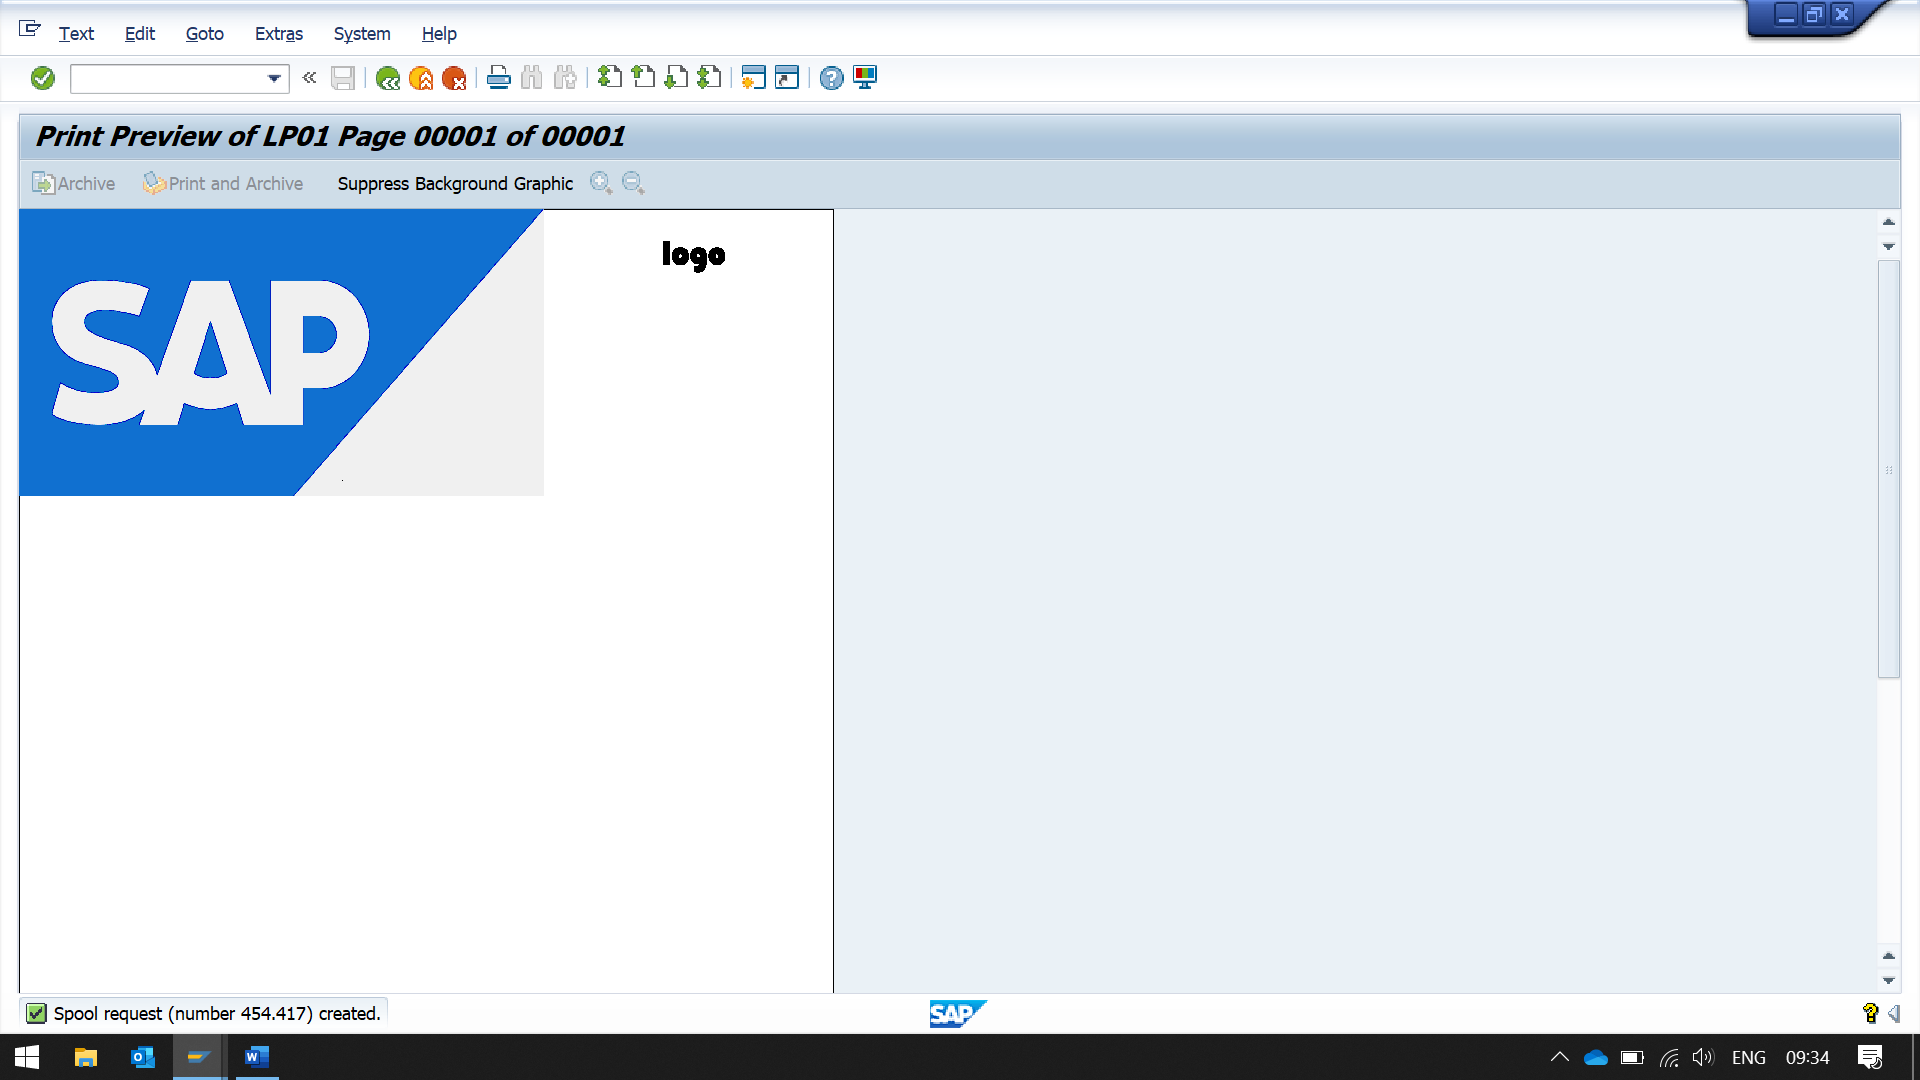 Text Edit Goto Extras System Help
Print Preview of LP01 Page 00001 of 00001
Archive Print and Archive Suppress Background Graphic
SAP
logo
Spool request (number 454.417) created.
SAP
ENG 09:34